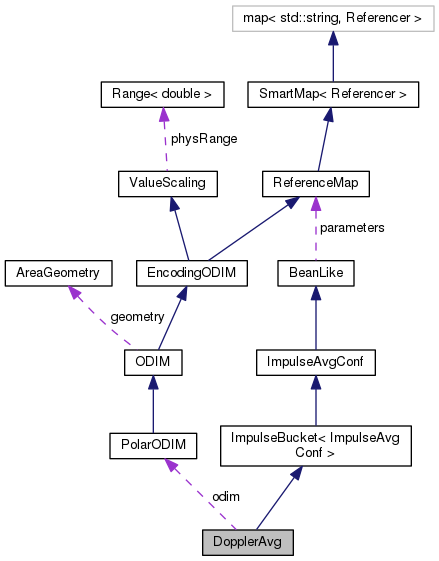 map< std::string, Referencer >
Range< double >
SmartMap< Referencer >
physRange
ValueScaling
ReferenceMap
parameters
AreaGeometry
EncodingODIM
BeanLike
geometry
ODIM
ImpulseAvgConf
PolarODIM
ImpulseBucket< ImpulseAvg
Conf >
odim
DopplerAvg